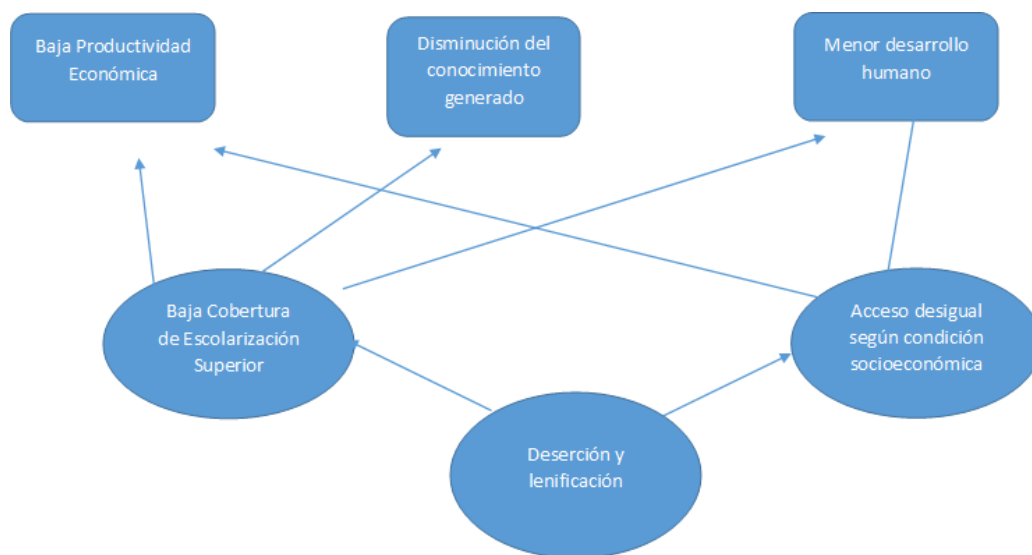 Baja Productividad
Económica
Disminución del
conocimiento
generado
Menor desarrollo
humano
Baja Cobertura
de Escolarización
Superior
Acceso desigual
según condición
socioeconómica
Deserción y
lenificación